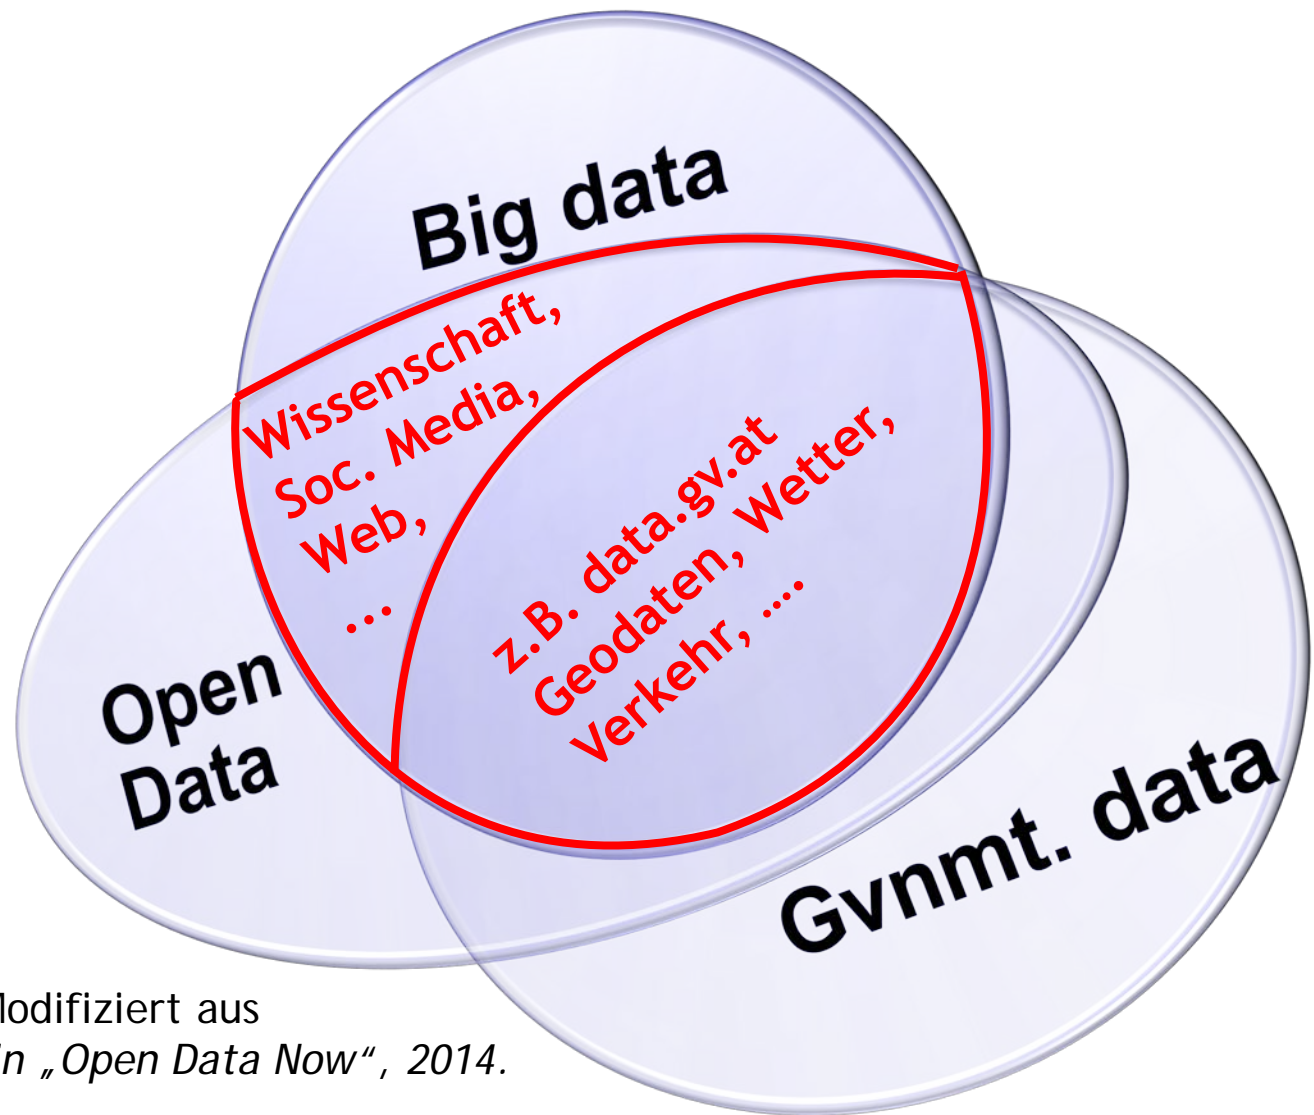 Big data
Wissenschaft,
Soc. Media,
Web,
...
z.B. data.gv.at
Geodaten, Wetter,
Verkehr, ....
Open
Data
Gvnmt. data
aus
„Open Data Now“, 2014.